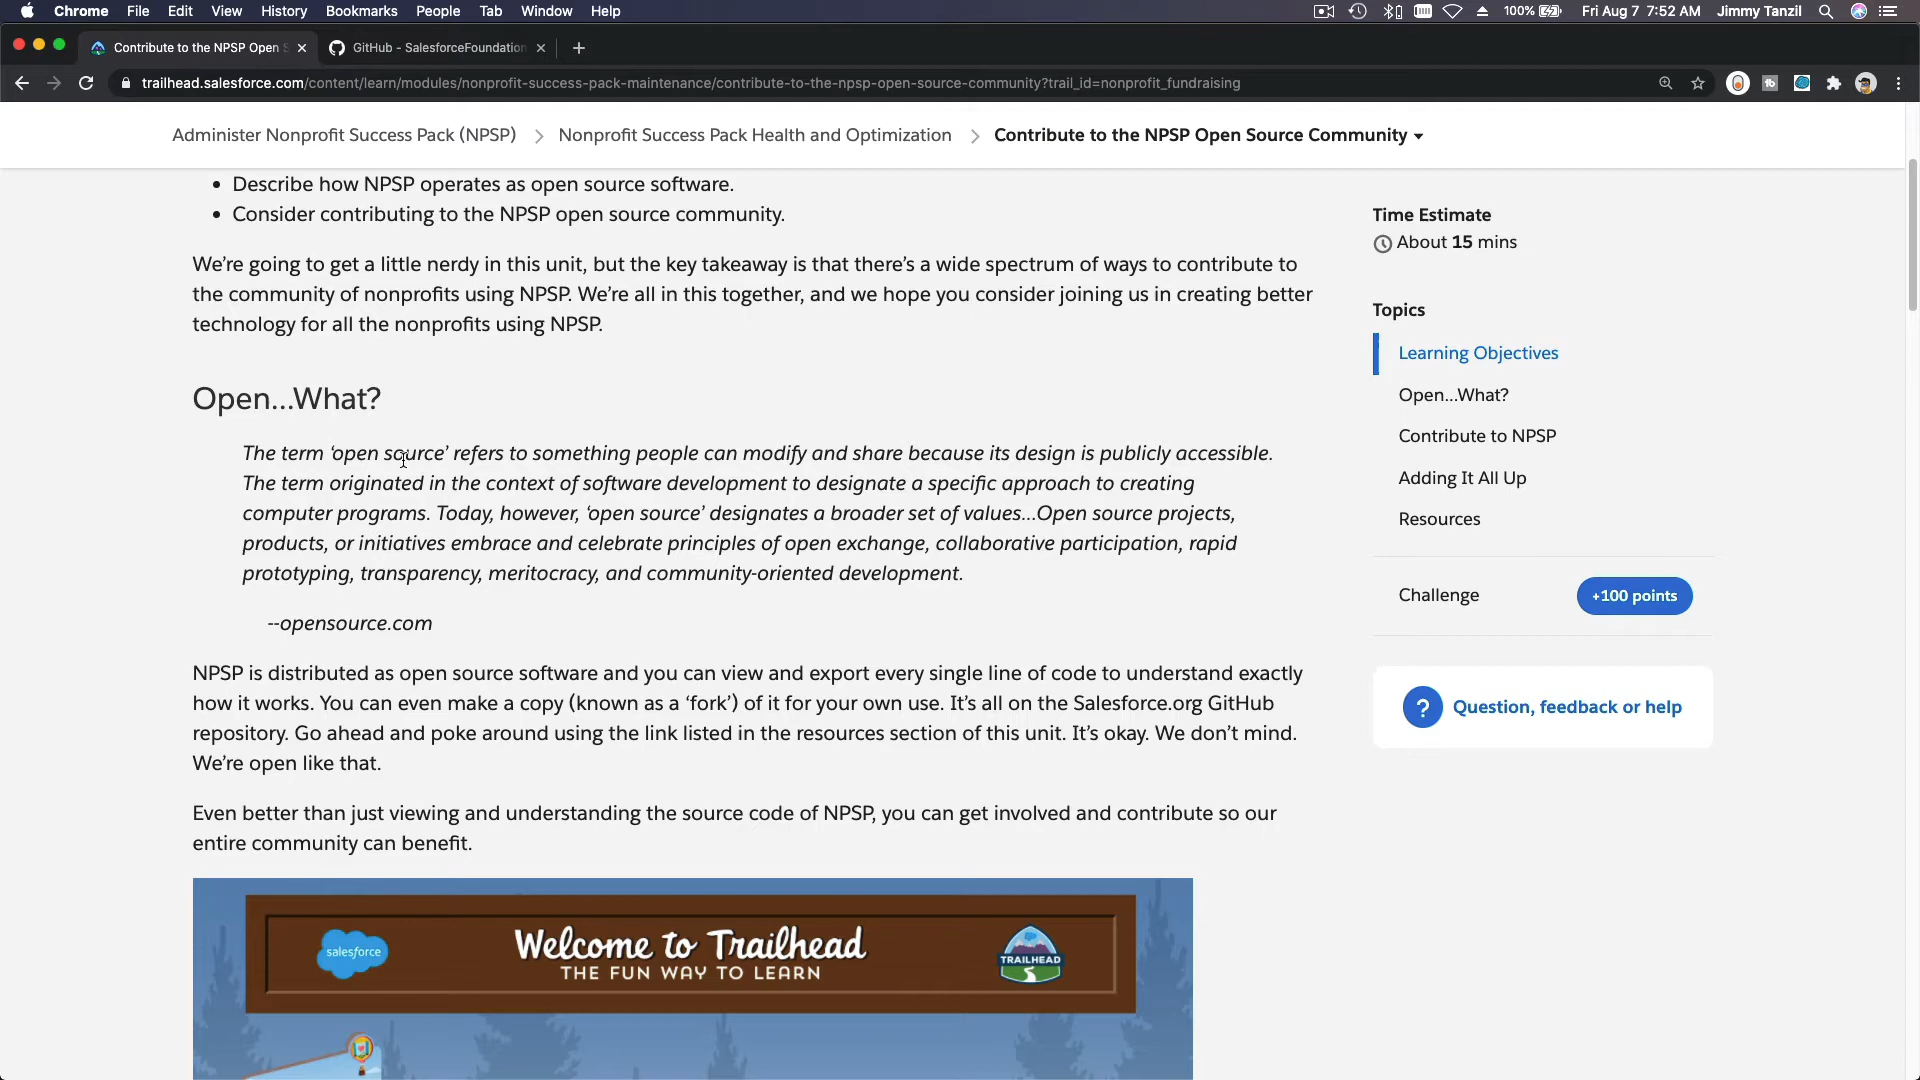 Chrome File Edit View History Bookmarks People Tab Window Help 100% Fri Aug 7 7:52 AM Jimmy Tanzil
Contribute to the NPSP Open S GitHub - SalesforceFoundation
trailhead.salesforce.com/content/learn/modules/nonprofit-success-pack-maintenance/contribute-to-the-npsp-open-source-community?trail_id=nonprofit_fundraising
Administer Nonprofit Success Pack (NPSP) Nonprofit Success Pack Health and Optimization Contribute to the NPSP Open Source Community
• Describe how NPSP operates as open source software.
• Consider contributing to the NPSP open source community.
We’re going to get a little nerdy in this unit, but the key takeaway is that there’s a wide spectrum of ways to contribute to
the community of nonprofits using NPSP. We’re all in this together, and we hope you consider joining us in creating better
technology for all the nonprofits using NPSP.
Open...What?
The term ‘open source’ refers to something people can modify and share because its design is publicly accessible.
The term originated in the context of software development to designate a specific approach to creating
computer programs. Today, however, ‘open source’ designates a broader set of values...Open source projects,
products, or initiatives embrace and celebrate principles of open exchange, collaborative participation, rapid
prototyping, transparency, meritocracy, and community-oriented development.
--opensource.com
NPSP is distributed as open source software and you can view and export every single line of code to understand exactly
how it works. You can even make a copy (known as a ‘fork’) of it for your own use. It’s all on the Salesforce.org GitHub
repository. Go ahead and poke around using the link listed in the resources section of this unit. It’s okay. We don’t mind.
We’re open like that.
Even better than just viewing and understanding the source code of NPSP, you can get involved and contribute so our
entire community can benefit.
salesforce
Welcome to Trailhead
THE FUN WAY TO LEARN
TRAILHEAD
Time Estimate
About 15 mins
Topics
Learning Objectives
Open...What?
Contribute to NPSP
Adding It All Up
Resources
Challenge +100 points
? Question, feedback or help